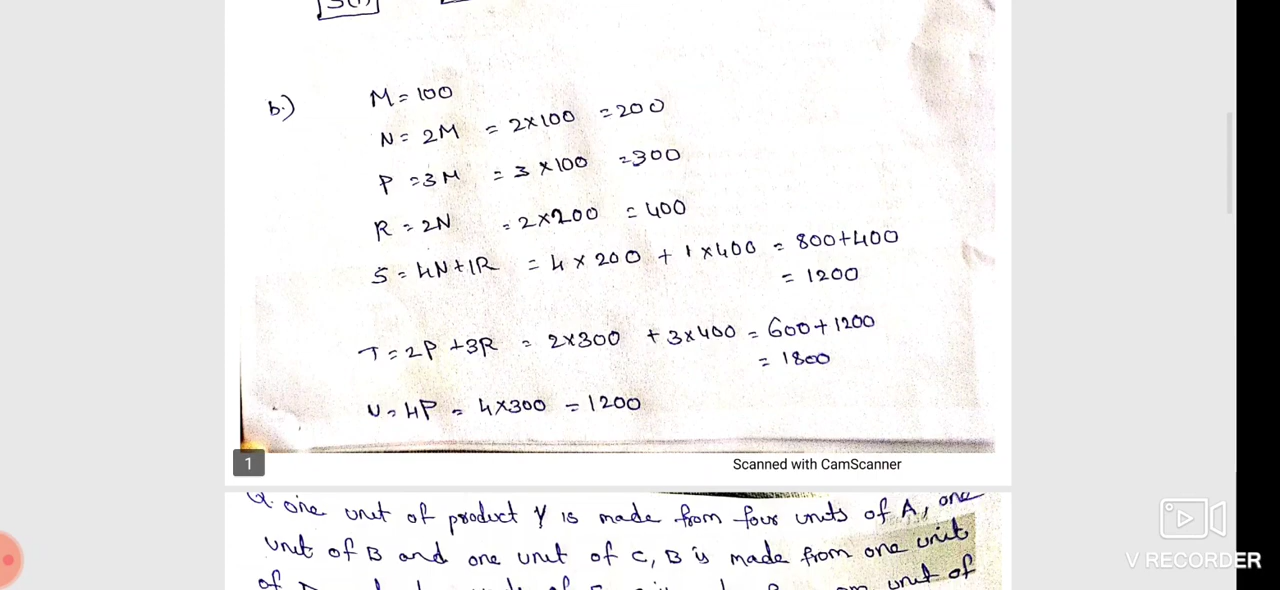 b.) M = 100
N = 2M = 2×100 = 200
P = 3M = 3×100 = 300
R = 2N = 2×200 = 400
S = 4N+1R = 4×200 + 1×400 = 800+400
= 1200
T = 2P+3R = 2×300 + 3×400 = 600+1200
= 1800
U = 4P = 4×300 = 1200
1
Scanned with CamScanner
one unit of product Y is made from four units of A, one
unit of B and one unit of C, B is made from one unit
of unit of
V RECORDER